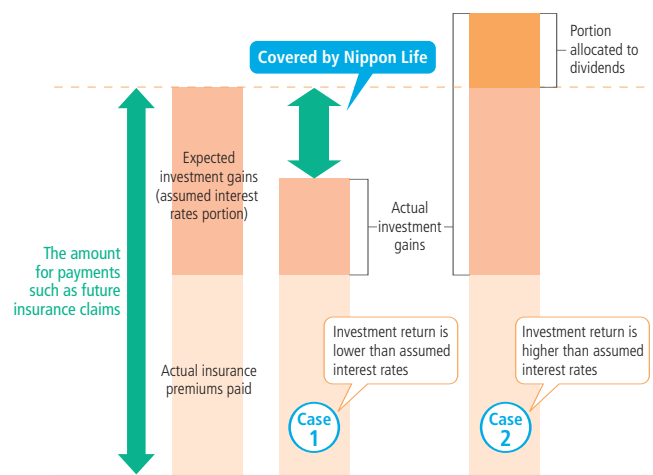 Portion
allocated to
dividends
Covered by Nippon Life
Expected
investment gains
(assumed interest
rates portion)
Actual
investment
gains
The amount
for payments
such as future
insurance claims
Actual insurance
premiums paid
Investment return is
lower than assumed
interest rates
Case
1
Investment return is
higher than assumed
interest rates
Case
2